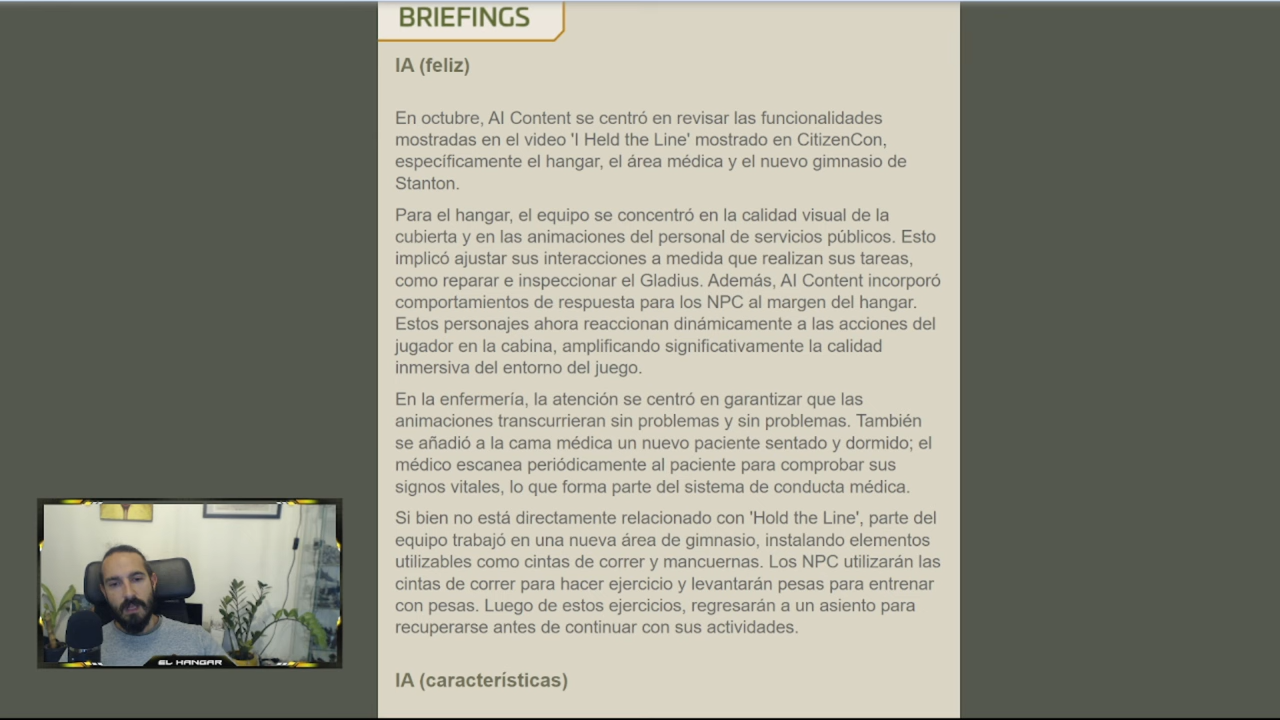 BRIEFINGS
IA (feliz)
En octubre, AI Content se centró en revisar las funcionalidades
mostradas en el video 'I Held the Line' mostrado en CitizenCon,
específicamente el hangar, el área médica y el nuevo gimnasio de
Stanton.
Para el hangar, el equipo se concentró en la calidad visual de la
cubierta y en las animaciones del personal de servicios públicos. Esto
implicó ajustar sus interacciones a medida que realizan sus tareas,
como reparar e inspeccionar el Gladius. Además, AI Content incorporó
comportamientos de respuesta para los NPC al margen del hangar.
Estos personajes ahora reaccionan dinámicamente a las acciones del
jugador en la cabina, amplificando significativamente la calidad
inmersiva del entorno del juego.
En la enfermería, la atención se centró en garantizar que las
animaciones transcurrieran sin problemas y sin problemas. También
se añadió a la cama médica un nuevo paciente sentado y dormido; el
médico escanea periódicamente al paciente para comprobar sus
signos vitales, lo que forma parte del sistema de conducta médica.
Si bien no está directamente relacionado con 'Hold the Line', parte del
equipo trabajó en una nueva área de gimnasio, instalando elementos
utilizables como cintas de correr y mancuernas. Los NPC utilizarán las
cintas de correr para hacer ejercicio y levantarán pesas para entrenar
con pesas. Luego de estos ejercicios, regresarán a un asiento para
recuperarse antes de continuar con sus actividades.
IA (características)
EL HANGAR